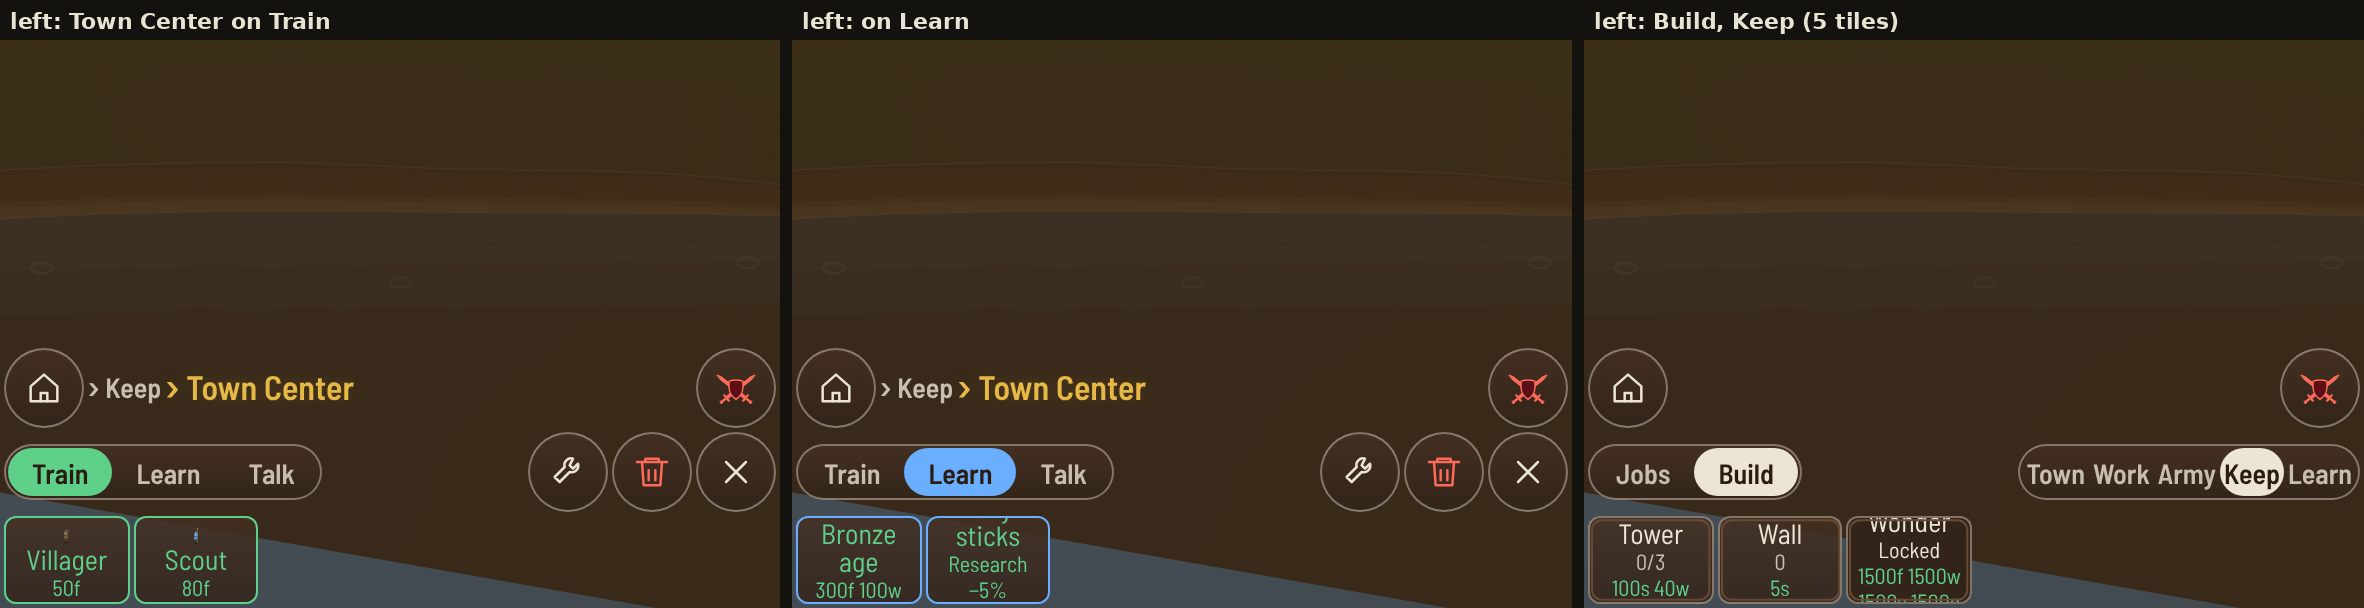 left: Town Center on Train
› Keep › Town Center
Train Learn Talk
Villager
50f
Scout
80f
left: on Learn
› Keep › Town Center
Train Learn Talk
Bronze
age
300f 100w
sticks
Research
−5%
left: Build, Keep (5 tiles)
Jobs Build
Town Work Army Keep Learn
Tower
0/3
100s 40w
Wall
0
5s
Wonder
Locked
1500f 1500w